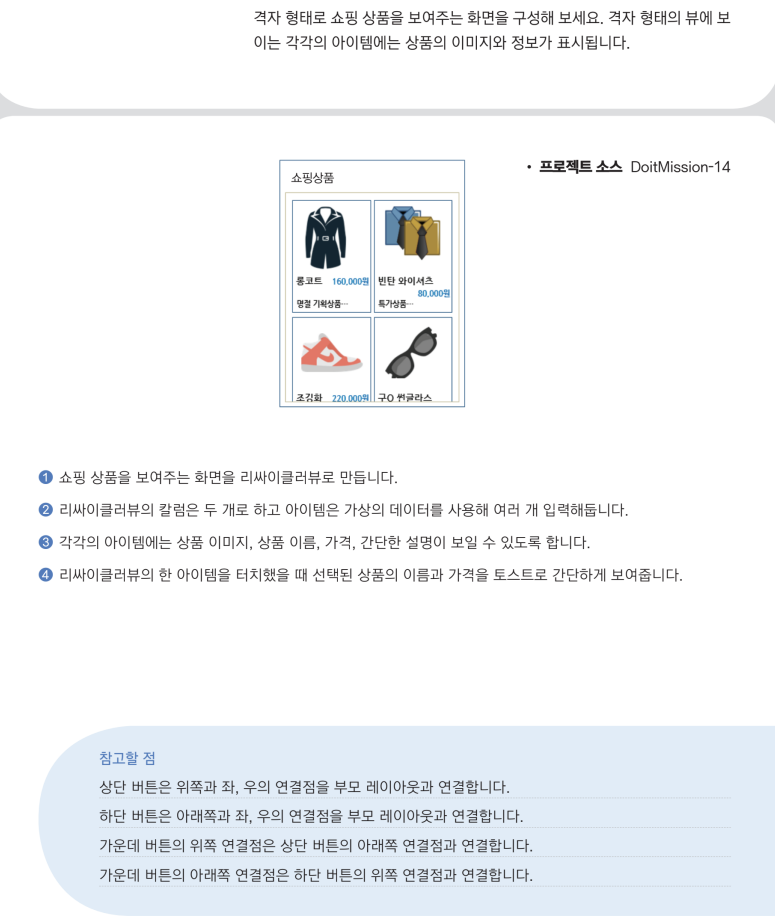 격자 형태로 쇼핑 상품을 보여주는 화면을 구성해 보세요. 격자 형태의 뷰에 보
이는 각각의 아이템에는 상품의 이미지와 정보가 표시됩니다.
• 프로젝트 소스 DoitMission-14
쇼핑상품
롱코트 160,000원
명절 기획상품…
빈탄 와이셔츠
80,000원
특가상품…
조깅화 220,000원
구O 썬글라스
1 쇼핑 상품을 보여주는 화면을 리싸이클러뷰로 만듭니다.
2 리싸이클러뷰의 칼럼은 두 개로 하고 아이템은 가상의 데이터를 사용해 여러 개 입력해둡니다.
3 각각의 아이템에는 상품 이미지, 상품 이름, 가격, 간단한 설명이 보일 수 있도록 합니다.
4 리싸이클러뷰의 한 아이템을 터치했을 때 선택된 상품의 이름과 가격을 토스트로 간단하게 보여줍니다.
참고할 점
상단 버튼은 위쪽과 좌, 우의 연결점을 부모 레이아웃과 연결합니다.
하단 버튼은 아래쪽과 좌, 우의 연결점을 부모 레이아웃과 연결합니다.
가운데 버튼의 위쪽 연결점은 상단 버튼의 아래쪽 연결점과 연결합니다.
가운데 버튼의 아래쪽 연결점은 하단 버튼의 위쪽 연결점과 연결합니다.